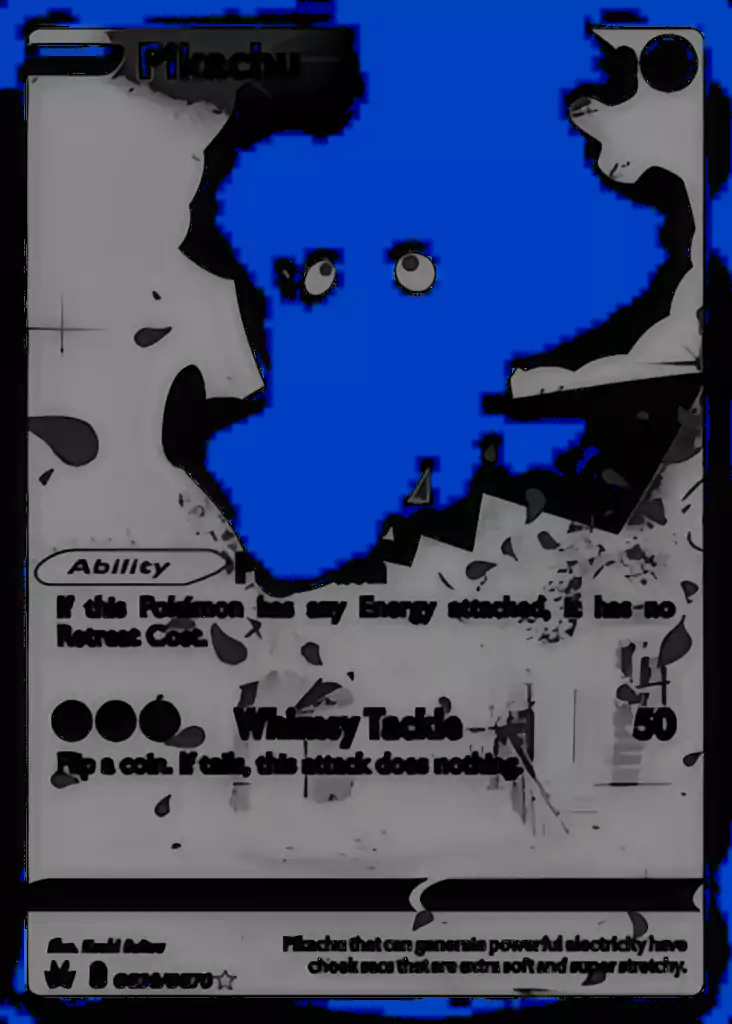 Pikachu
Ability
If this Pokémon has any Energy attached, it has no
Retreat Cost.
Whimsy Tackle 50
Flip a coin. If tails, this attack does nothing.
Pikachu that can generate powerful electricity have
cheek sacs that are extra soft and super stretchy.